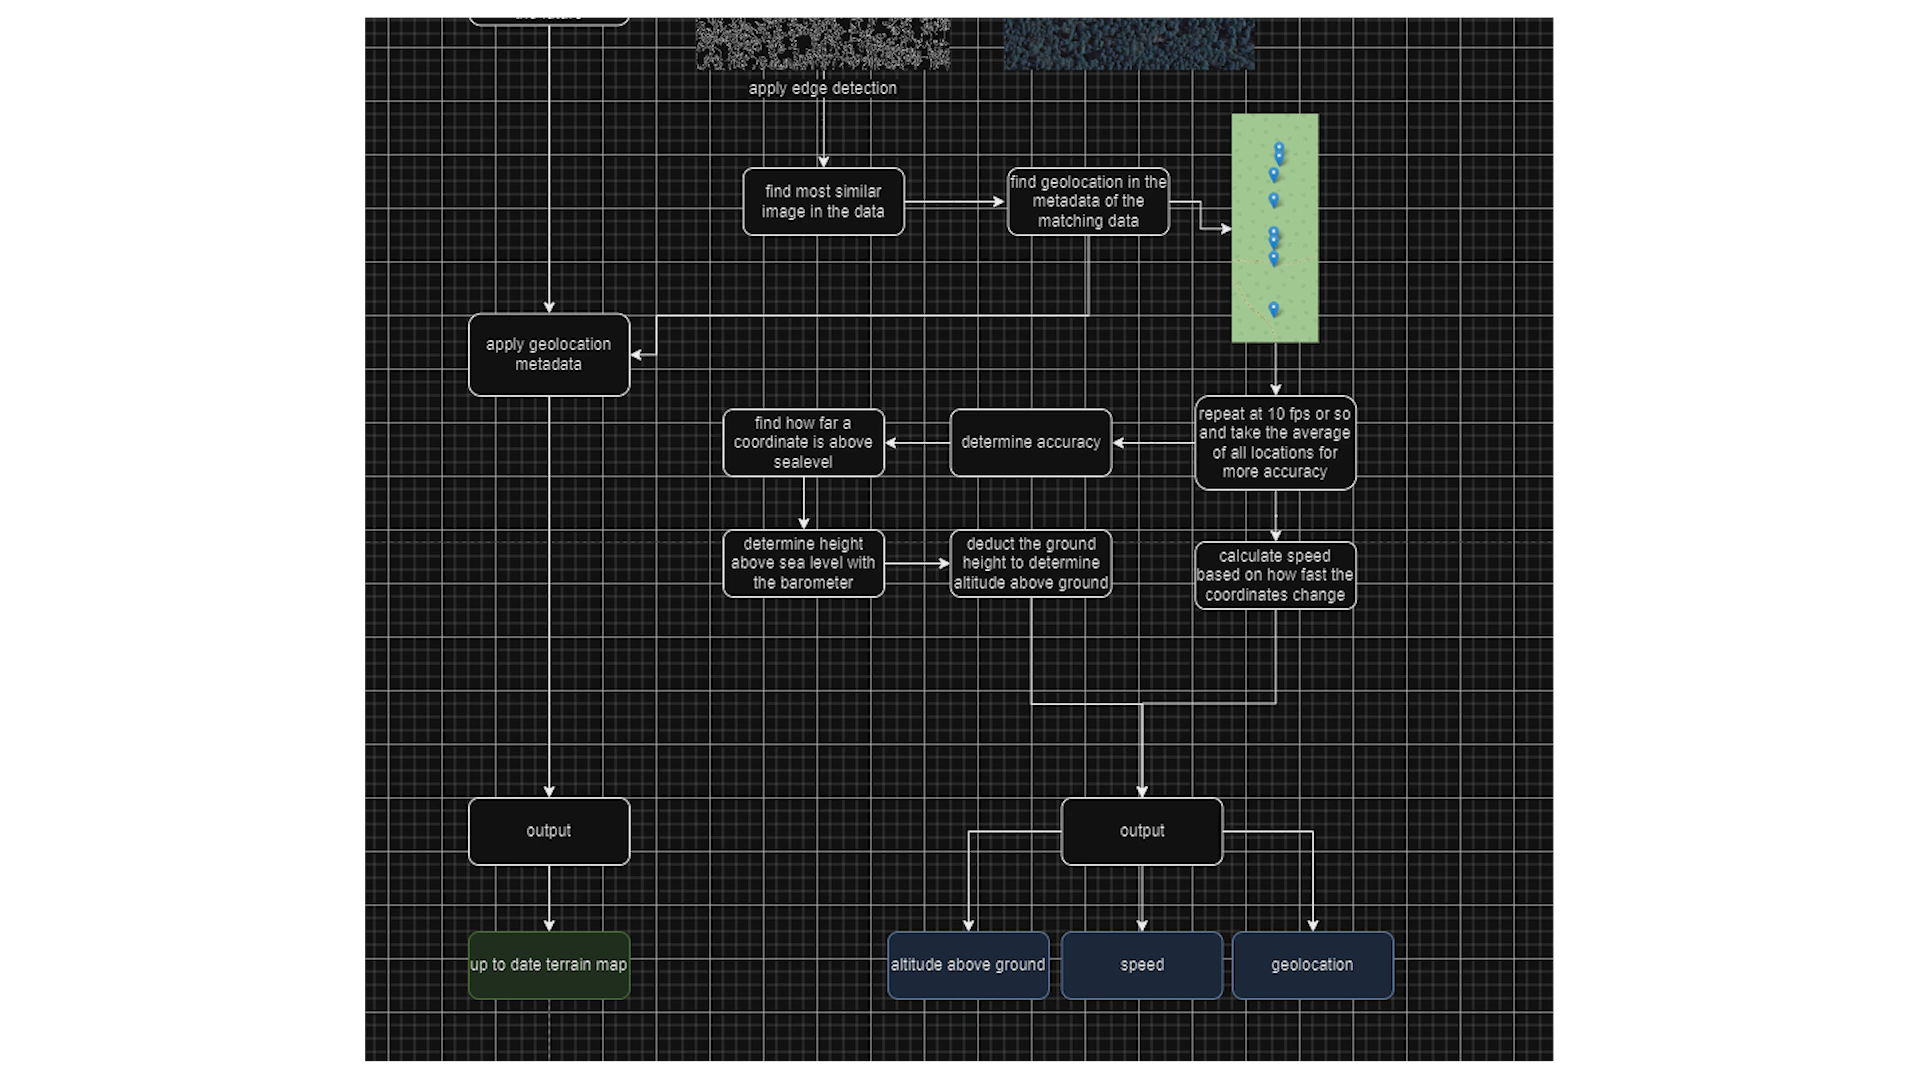 the future
apply edge detection
find most similar
image in the data
find geolocation in the
metadata of the
matching data
apply geolocation
metadata
find how far a
coordinate is above
sealevel
determine accuracy
repeat at 10 fps or so
and take the average
of all locations for
more accuracy
determine height
above sea level with
the barometer
deduct the ground
height to determine
altitude above ground
calculate speed
based on how fast the
coordinates change
output
output
up to date terrain map
altitude above ground
speed
geolocation